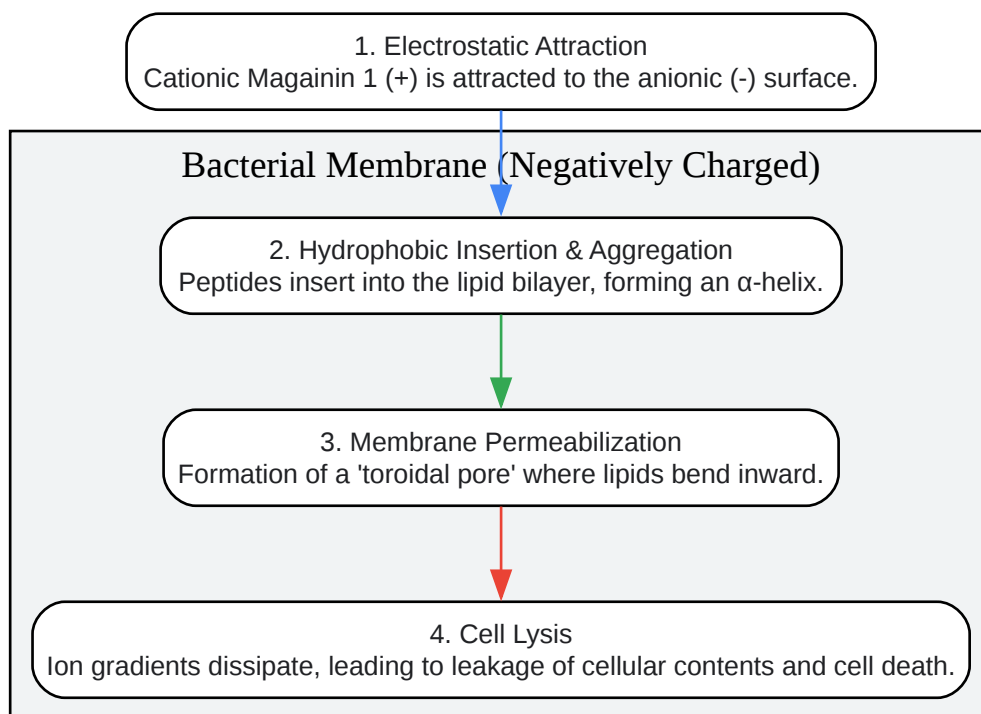 1. Electrostatic Attraction
Cationic Magainin 1 (+) is attracted to the anionic (-) surface.
Bacterial Membrane (Negatively Charged)
2. Hydrophobic Insertion & Aggregation
Peptides insert into the lipid bilayer, forming an α-helix.
3. Membrane Permeabilization
Formation of a 'toroidal pore' where lipids bend inward.
4. Cell Lysis
Ion gradients dissipate, leading to leakage of cellular contents and cell death.